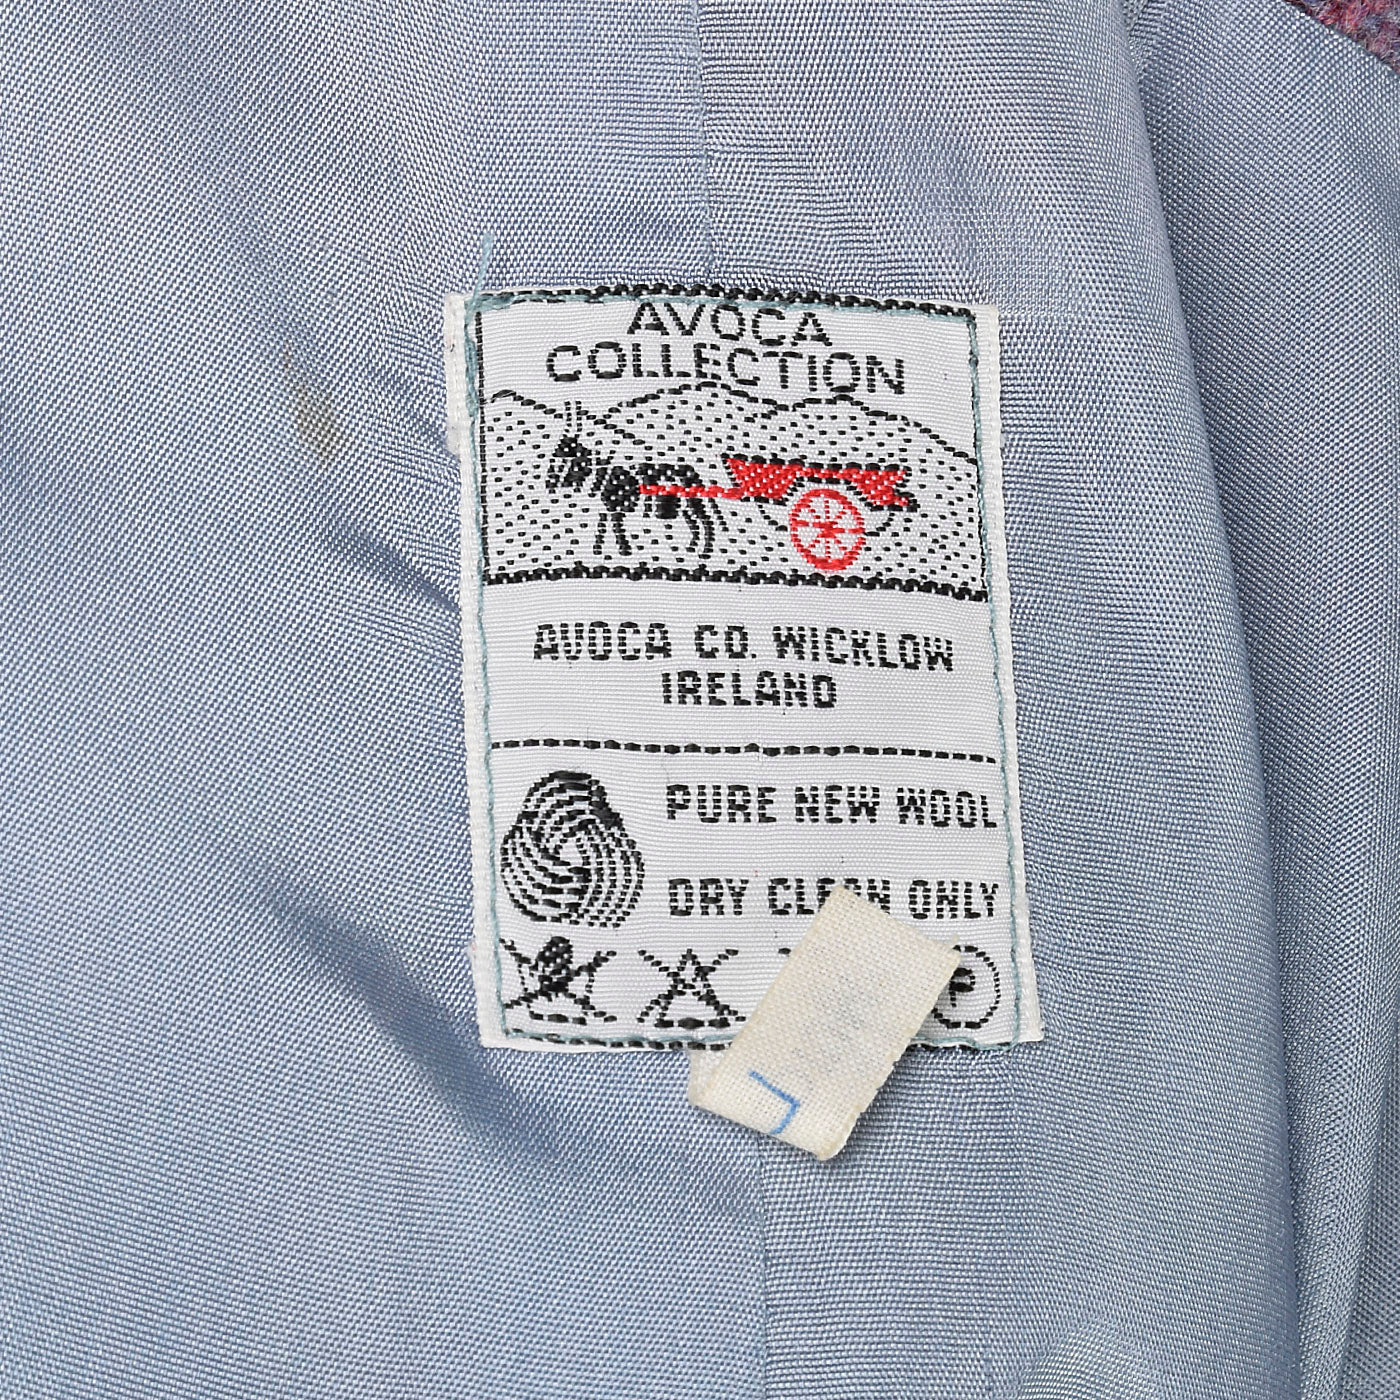 AVOCA
COLLECTION
AVOCA CO. WICKLOW
IRELAND
PURE NEW WOOL
DRY CLEAN ONLY
P
L